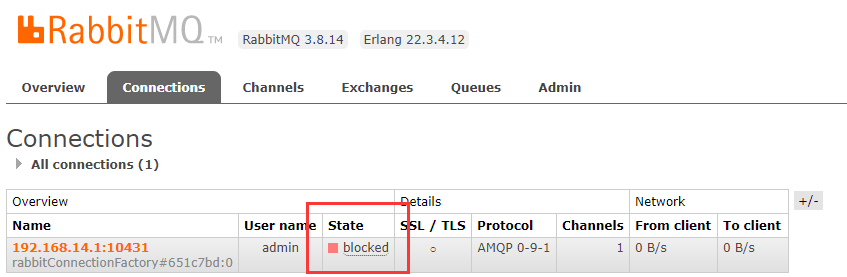 RabbitMQ TM RabbitMQ 3.8.14 Erlang 22.3.4.12
Overview Connections Channels Exchanges Queues Admin
Connections
All connections (1)
Overview Details Network +/-
Name User name State SSL / TLS Protocol Channels From client To client
192.168.14.1:10431 admin blocked ○ AMQP 0-9-1 1 0 B/s 0 B/s
rabbitConnectionFactory#651c7bd:0